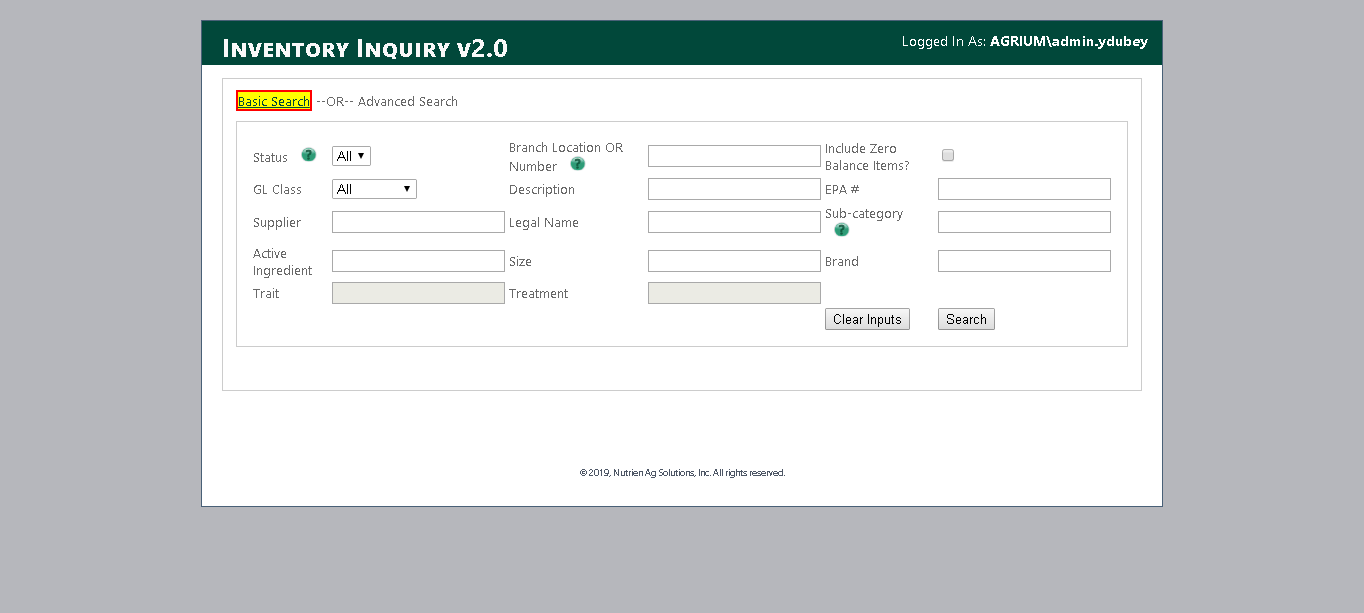 INVENTORY INQUIRY V2.0
Logged In As: AGRIUM\admin.ydubey
Basic Search --OR-- Advanced Search
Status ? All
Branch Location OR
Number ?
Include Zero
Balance Items?
GL Class All
Description
EPA #
Supplier
Legal Name
Sub-category
?
Active
Ingredient
Size
Brand
Trait
Treatment
Clear Inputs
Search
© 2019, Nutrien Ag Solutions, Inc. All rights reserved.